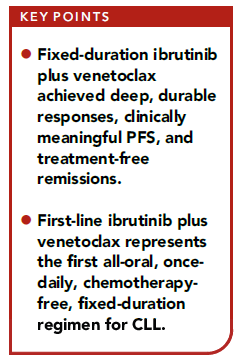 KEY POINTS
● Fixed-duration ibrutinib
plus venetoclax
achieved deep, durable
responses, clinically
meaningful PFS, and
treatment-free
remissions.
● First-line ibrutinib plus
venetoclax represents
the first all-oral, once-
daily, chemotherapy-
free, fixed-duration
regimen for CLL.